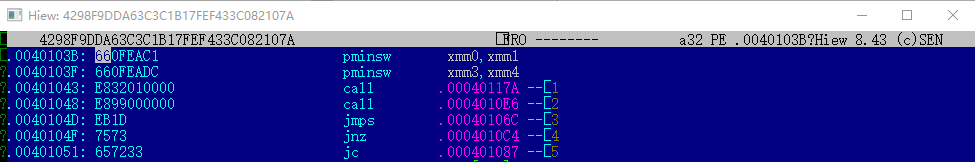 Hiew: 4298F9DDA63C3C1B17FEF433C082107A
4298F9DDA63C3C1B17FEF433C082107A FRO -------- a32 PE .0040103B?Hiew 8.43 (c)SEN
.0040103B: 660FEAC1 pminsw xmm0,xmm1
?.0040103F: 660FEADC pminsw xmm3,xmm4
?.00401043: E832010000 call .00040117A --[1
?.00401048: E899000000 call .0004010E6 --[2
?.0040104D: EB1D jmps .00040106C --[3
?.0040104F: 7573 jnz .0004010C4 --[4
?.00401051: 657233 jc .000401087 --[5